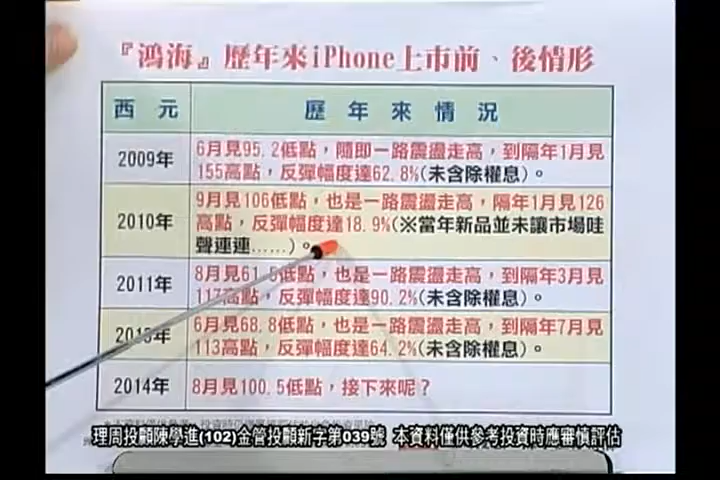 『鴻海』歷年來iPhone上市前、後情形
西元 歷年來情況
2009年 6月見95.2低點，隨即一路震盪走高，到隔年1月見
155高點，反彈幅度達62.8%(未含除權息)。
2010年 9月見106低點，也是一路震盪走高，隔年1月見126
高點，反彈幅度達18.9%(※當年新品並未讓市場哇
聲連連……)。
2011年 8月見61.5低點，也是一路震盪走高，到隔年3月見
117高點，反彈幅度達90.2%(未含除權息)。
6月見68.8低點，也是一路震盪走高，到隔年7月見
113高點，反彈幅度達64.2%(未含除權息)。
2014年 8月見100.5低點，接下來呢？
理周投顧陳學進(102)金管投顧新字第039號 本資料僅供參考投資時應審慎評估